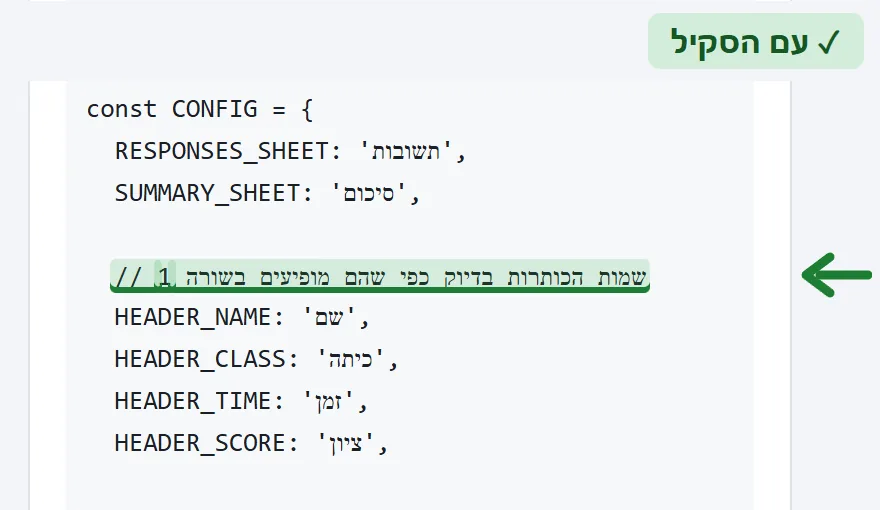 ✓ עם הסקיל
const CONFIG = {
RESPONSES_SHEET: 'תשובות',
SUMMARY_SHEET: 'סיכום',
// שמות הכותרות בדיוק כפי שהם מופיעים בשורה 1
HEADER_NAME: 'שם',
HEADER_CLASS: 'כיתה',
HEADER_TIME: 'זמן',
HEADER_SCORE: 'ציון',